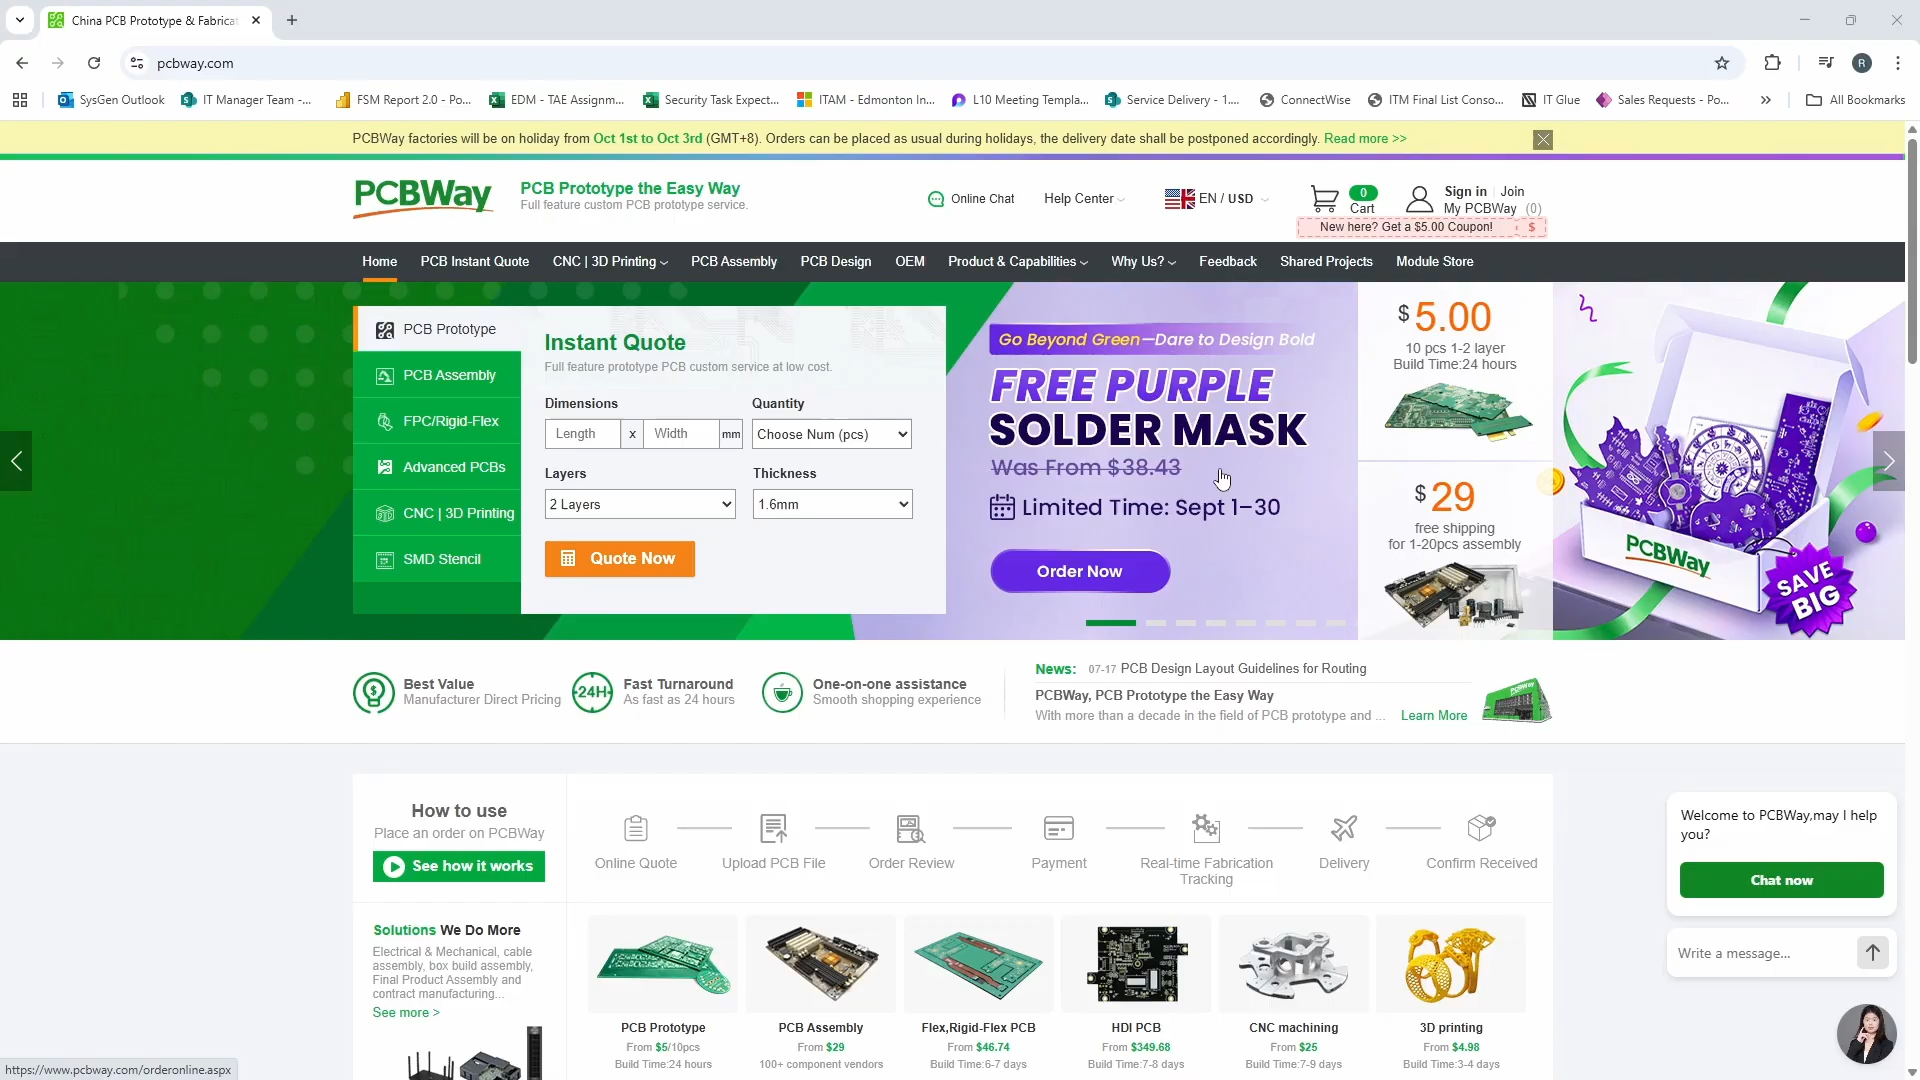 China PCB Prototype & Fabricat
pcbway.com
SysGen Outlook
IT Manager Team -...
FSM Report 2.0 - Po...
EDM - TAE Assignm...
Security Task Expect...
ITAM - Edmonton In...
L10 Meeting Templa...
Service Delivery - 1....
ConnectWise
ITM Final List Conso...
IT Glue
Sales Requests - Po...
All Bookmarks
R
PCBWay factories will be on holiday from Oct 1st to Oct 3rd (GMT+8). Orders can be placed as usual during holidays, the delivery date shall be postponed accordingly. Read more >>
PCBWay
PCB Prototype the Easy Way
Full feature custom PCB prototype service.
Online Chat
Help Center
EN / USD
0
Cart
Sign in | Join
My PCBWay (0)
New here? Get a $5.00 Coupon! $
Home
PCB Instant Quote
CNC | 3D Printing
PCB Assembly
PCB Design
OEM
Product & Capabilities
Why Us?
Feedback
Shared Projects
Module Store
PCB Prototype
PCB Assembly
FPC/Rigid-Flex
Advanced PCBs
CNC | 3D Printing
SMD Stencil
Instant Quote
Full feature prototype PCB custom service at low cost.
Dimensions
Quantity
Length x Width mm
Choose Num (pcs)
Layers
Thickness
2 Layers
1.6mm
Quote Now
Go Beyond Green—Dare to Design Bold
FREE PURPLE
SOLDER MASK
Was From $38.43
Limited Time: Sept 1–30
Order Now
$5.00
10 pcs 1-2 layer
Build Time:24 hours
$29
free shipping
for 1-20pcs assembly
PCBWay
SAVE
BIG
Best Value
Manufacturer Direct Pricing
24H
Fast Turnaround
As fast as 24 hours
One-on-one assistance
Smooth shopping experience
News: 07-17 PCB Design Layout Guidelines for Routing
PCBWay, PCB Prototype the Easy Way
With more than a decade in the field of PCB prototype and ... Learn More
How to use
Place an order on PCBWay
See how it works
Online Quote
Upload PCB File
Order Review
Payment
Real-time Fabrication
Tracking
Delivery
Confirm Received
Solutions We Do More
Electrical & Mechanical, cable
assembly, box build assembly,
Final Product Assembly and
contract manufacturing...
See more >
PCB Prototype
From $5/10pcs
Build Time:24 hours
PCB Assembly
From $29
100+ component vendors
Flex,Rigid-Flex PCB
From $46.74
Build Time:6-7 days
HDI PCB
From $349.68
Build Time:7-8 days
CNC machining
From $25
Build Time:7-9 days
3D printing
From $4.98
Build Time:3-4 days
Welcome to PCBWay,may I help
you?
Chat now
Write a message...
https://www.pcbway.com/orderonline.aspx